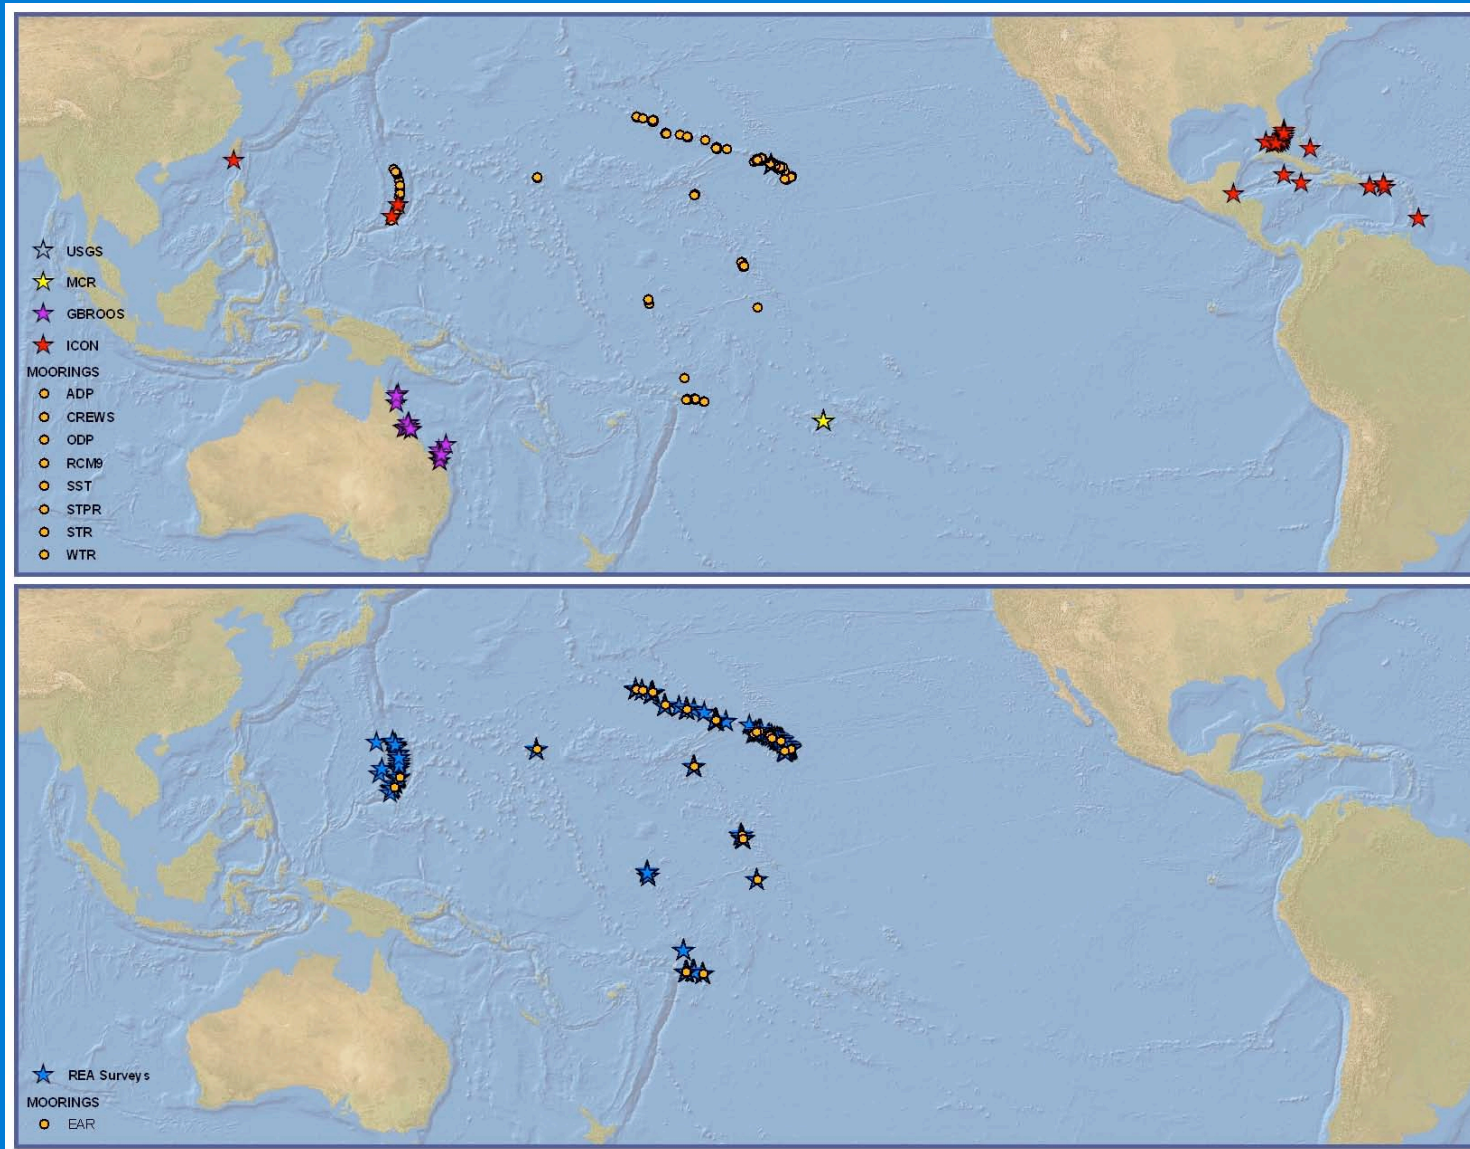 USGS
MCR
GBROOS
ICON
MOORINGS
ADP
CREWS
ODP
RCM9
SST
STPR
STR
WTR
REA Surveys
MOORINGS
EAR